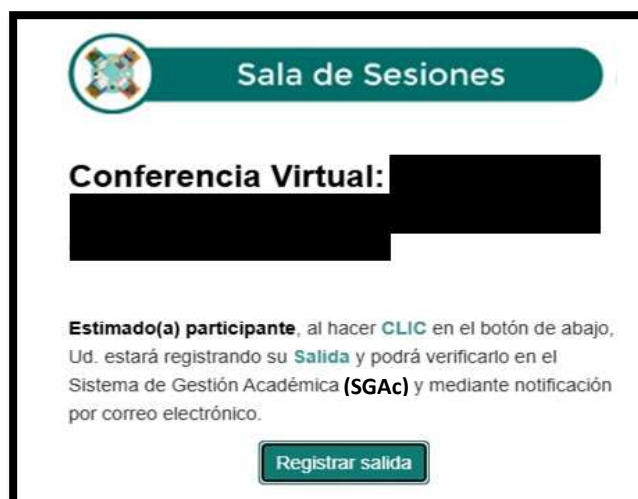 Sala de Sesiones
Conferencia Virtual:
Estimado(a) participante, al hacer CLIC en el botón de abajo,
Ud. estará registrando su Salida y podrá verificarlo en el
Sistema de Gestión Académica (SGAc) y mediante notificación
por correo electrónico.
Registrar salida